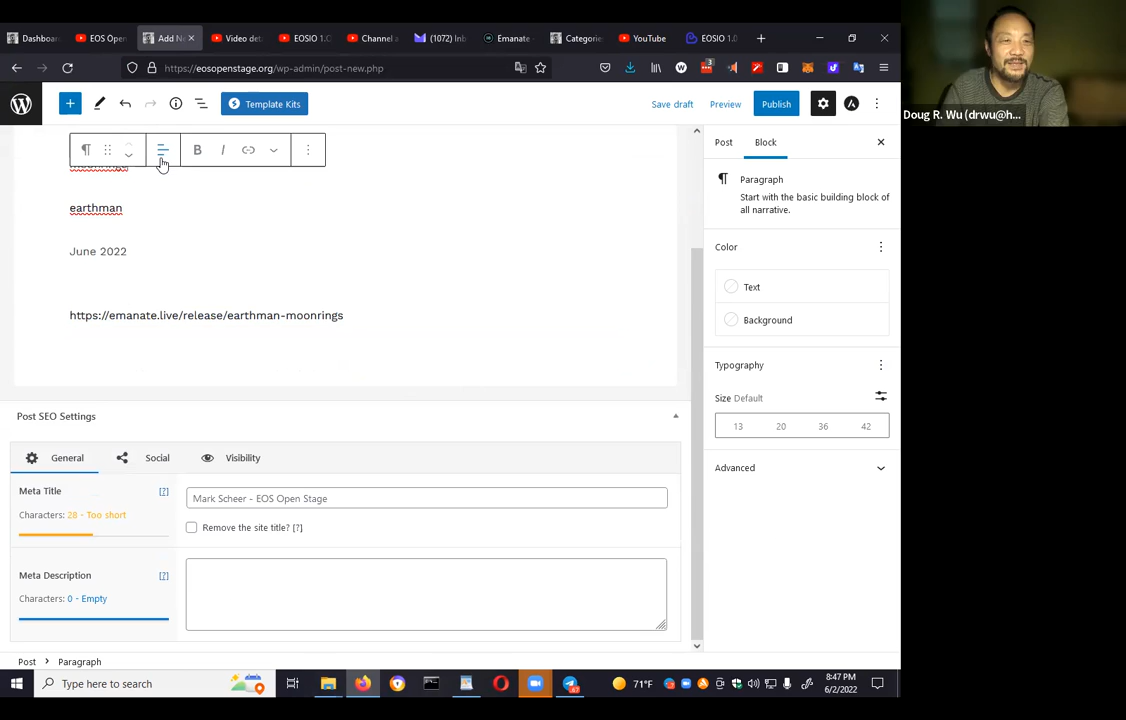 Dashboar
EOS Open
Add Ne
Video det
EOSIO 1.0
Channel a
(1072) Inb
Emanate -
Categorie
YouTube
EOSIO 1.0
https://eosopenstage.org/wp-admin/post-new.php
3
Doug R. Wu (drwu@h...
Template Kits
Save draft
Preview
Publish
Post
Block
B
I
moonrings
Paragraph
Start with the basic building block of
all narrative.
earthman
June 2022
Color
Text
https://emanate.live/release/earthman-moonrings
Background
Typography
Size Default
13
20
36
42
Post SEO Settings
General
Social
Visibility
Advanced
Meta Title
[?]
Mark Scheer - EOS Open Stage
Characters: 28 - Too short
Remove the site title? [?]
Meta Description
[?]
Characters: 0 - Empty
Post
Paragraph
Type here to search
67
71°F
8:47 PM
6/2/2022